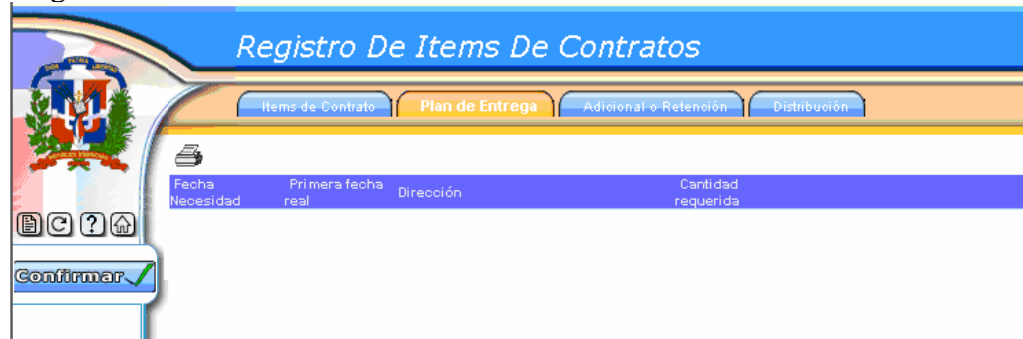 Registro De Items De Contratos
Items de Contrato Plan de Entrega Adicional o Retención Distribución
Fecha Necesidad Primera fecha real Dirección Cantidad requerida
Confirmar